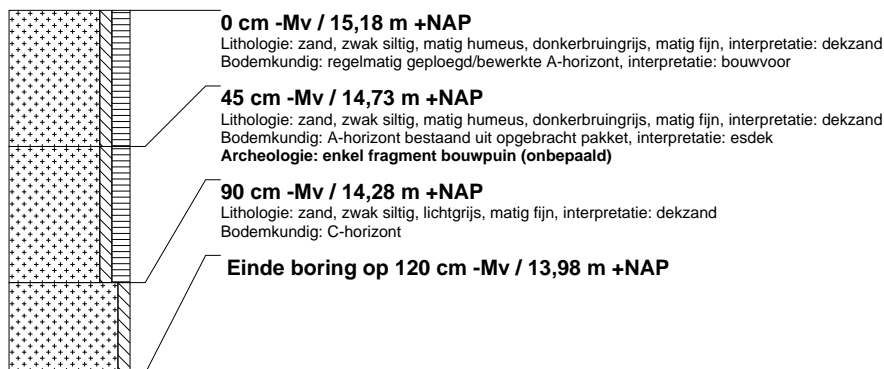 0 cm -Mv / 15,18 m +NAP
Lithologie: zand, zwak siltig, matig humeus, donkerbruingrijs, matig fijn, interpretatie: dekzand
Bodemkundig: regelmatig geploegd/bewerkte A-horizont, interpretatie: bouwvoor
45 cm -Mv / 14,73 m +NAP
Lithologie: zand, zwak siltig, matig humeus, donkerbruingrijs, matig fijn, interpretatie: dekzand
Bodemkundig: A-horizont bestaand uit opgebracht pakket, interpretatie: esdek
Archeologie: enkel fragment bouwpuin (onbepaald)
90 cm -Mv / 14,28 m +NAP
Lithologie: zand, zwak siltig, lichtgrijs, matig fijn, interpretatie: dekzand
Bodemkundig: C-horizont
Einde boring op 120 cm -Mv / 13,98 m +NAP